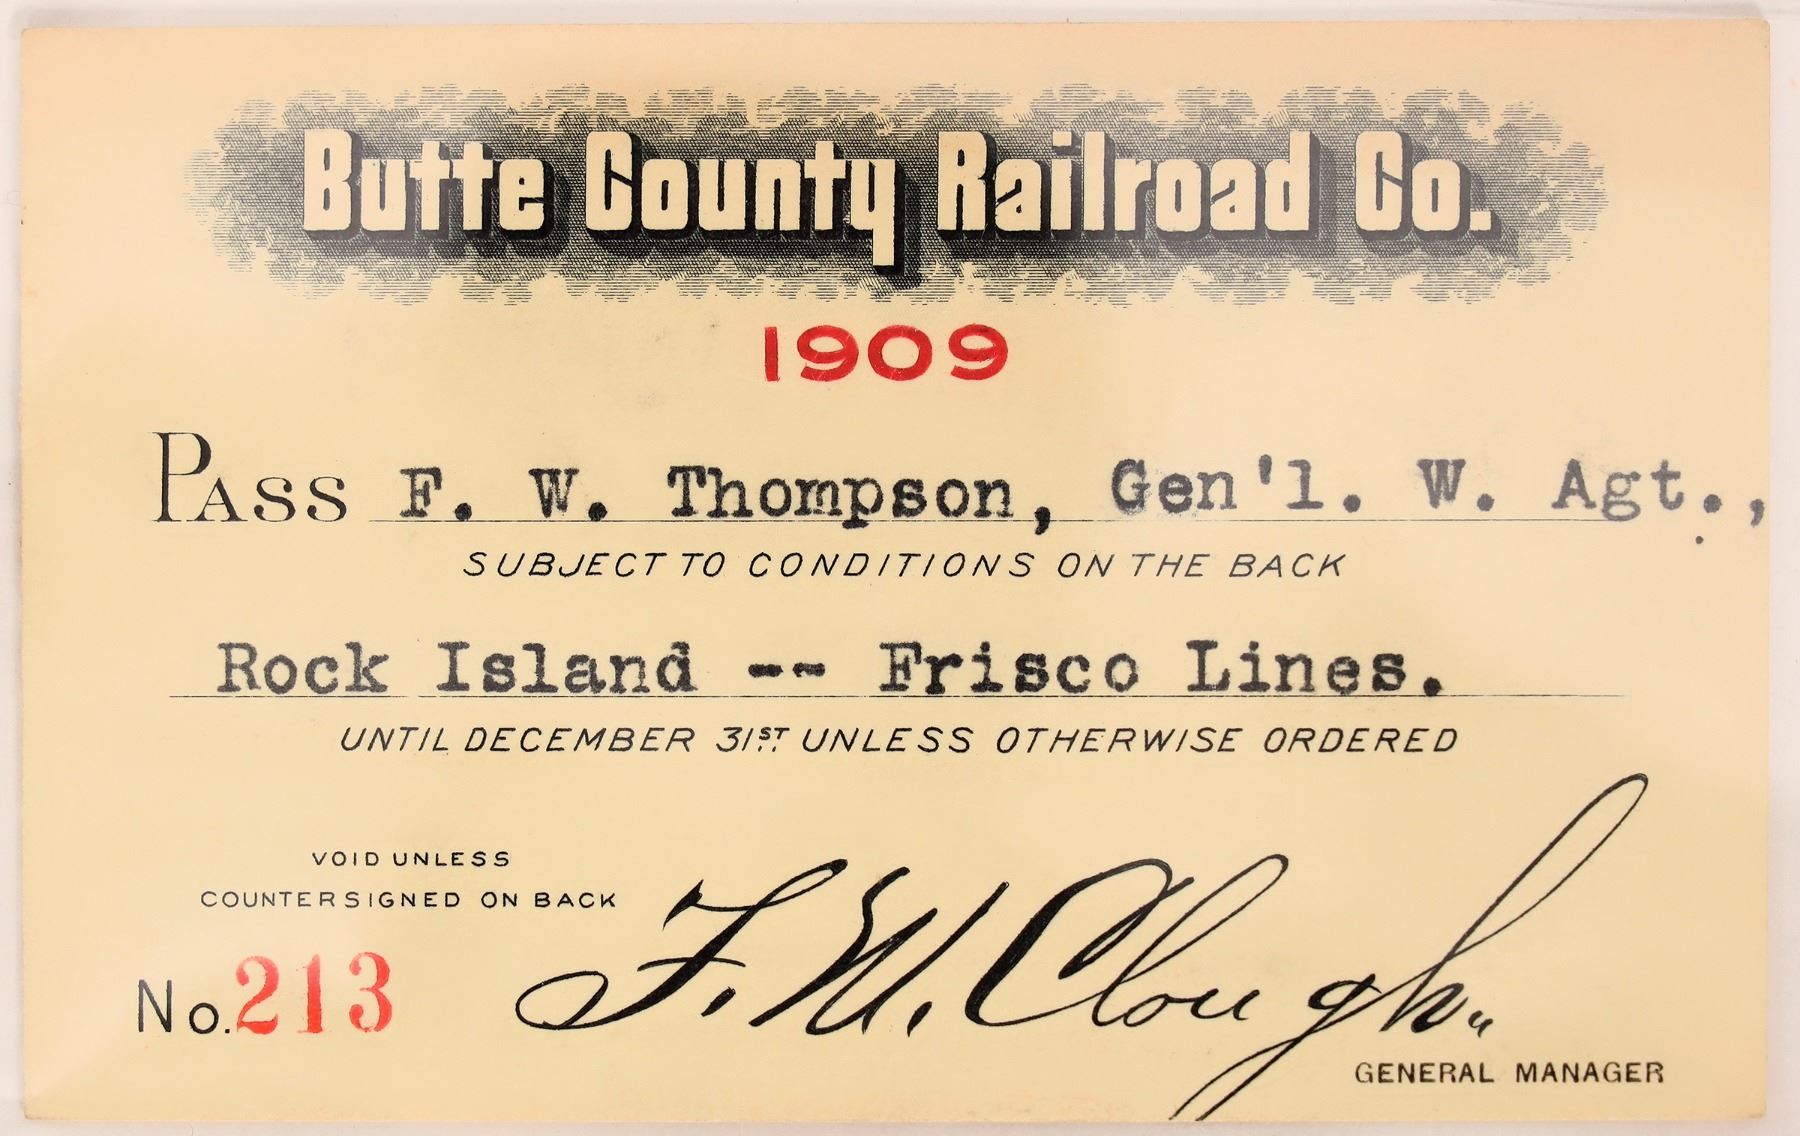 Butte County Railroad Co.
1909
PASS F. W. Thompson, Gen'l. W. Agt.,
SUBJECT TO CONDITIONS ON THE BACK
Rock Island -- Frisco Lines.
UNTIL DECEMBER 31ST UNLESS OTHERWISE ORDERED
VOID UNLESS
COUNTERSIGNED ON BACK
No. 213
F. W. Clough.
GENERAL MANAGER